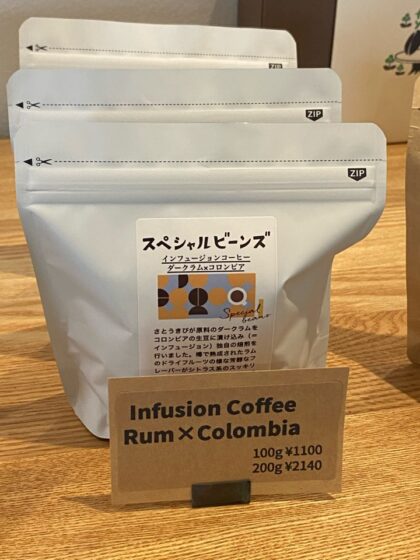 ZIP
ZIP
ZIP
スペシャルビーンズ
インフュージョンコーヒー
ダークラム×コロンビア
Special
beans
さとうきびが原料のダークラムを
コロンビアの生豆に漬け込み（＝
インフュージョン）独自の焙煎を
行いました。樽で熟成されたラム
のドライフルーツの様な芳醇なフ
レーバーがシトラス系のスッキリ
Infusion Coffee
Rum×Colombia
100g ¥1100
200g ¥2140